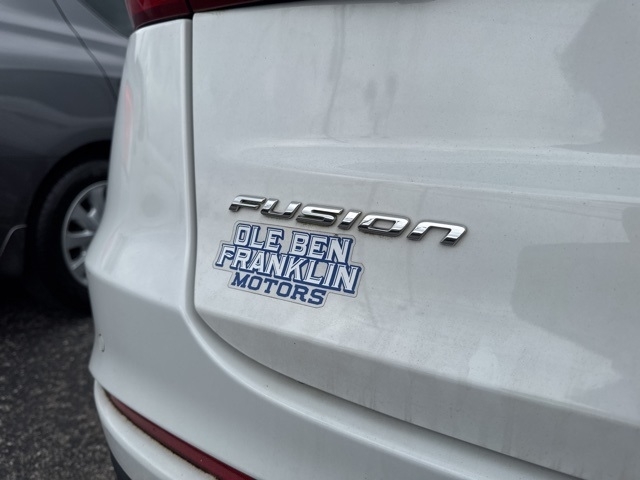 FUSION
OLE BEN
FRANKLIN
MOTORS